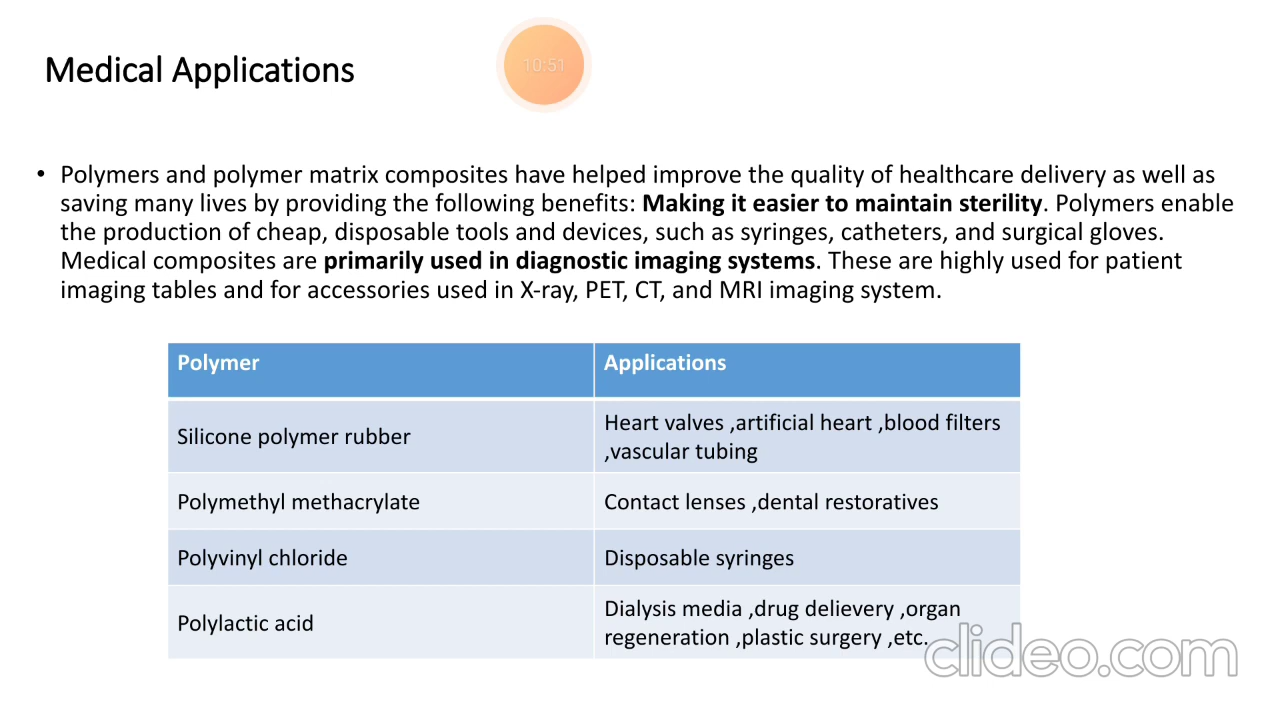 Medical Applications
10:51
• Polymers and polymer matrix composites have helped improve the quality of healthcare delivery as well as
saving many lives by providing the following benefits: Making it easier to maintain sterility. Polymers enable
the production of cheap, disposable tools and devices, such as syringes, catheters, and surgical gloves.
Medical composites are primarily used in diagnostic imaging systems. These are highly used for patient
imaging tables and for accessories used in X-ray, PET, CT, and MRI imaging system.
Polymer Applications
Silicone polymer rubber Heart valves ,artificial heart ,blood filters
,vascular tubing
Polymethyl methacrylate Contact lenses ,dental restoratives
Polyvinyl chloride Disposable syringes
Polylactic acid Dialysis media ,drug delievery ,organ
regeneration ,plastic surgery ,etc.
clideo.com